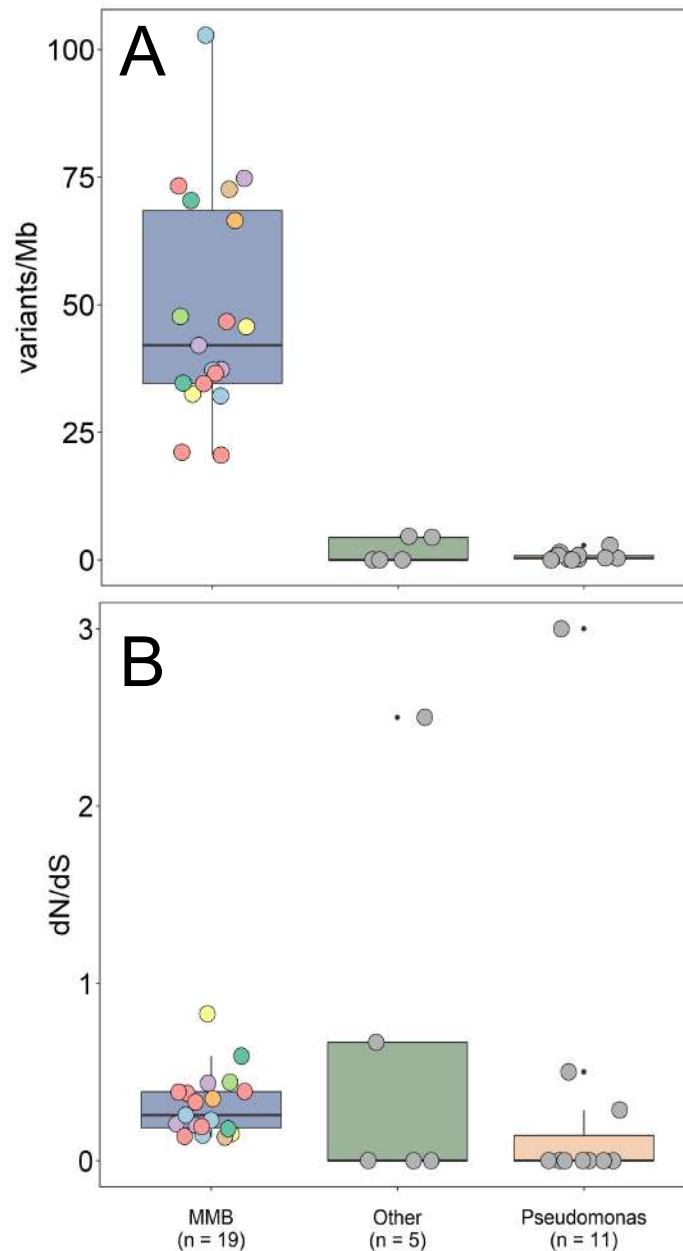 A
100
75
50
25
0
variants/Mb
B
3
2
1
0
dN/dS
MMB
(n = 19)
Other
(n = 5)
Pseudomonas
(n = 11)